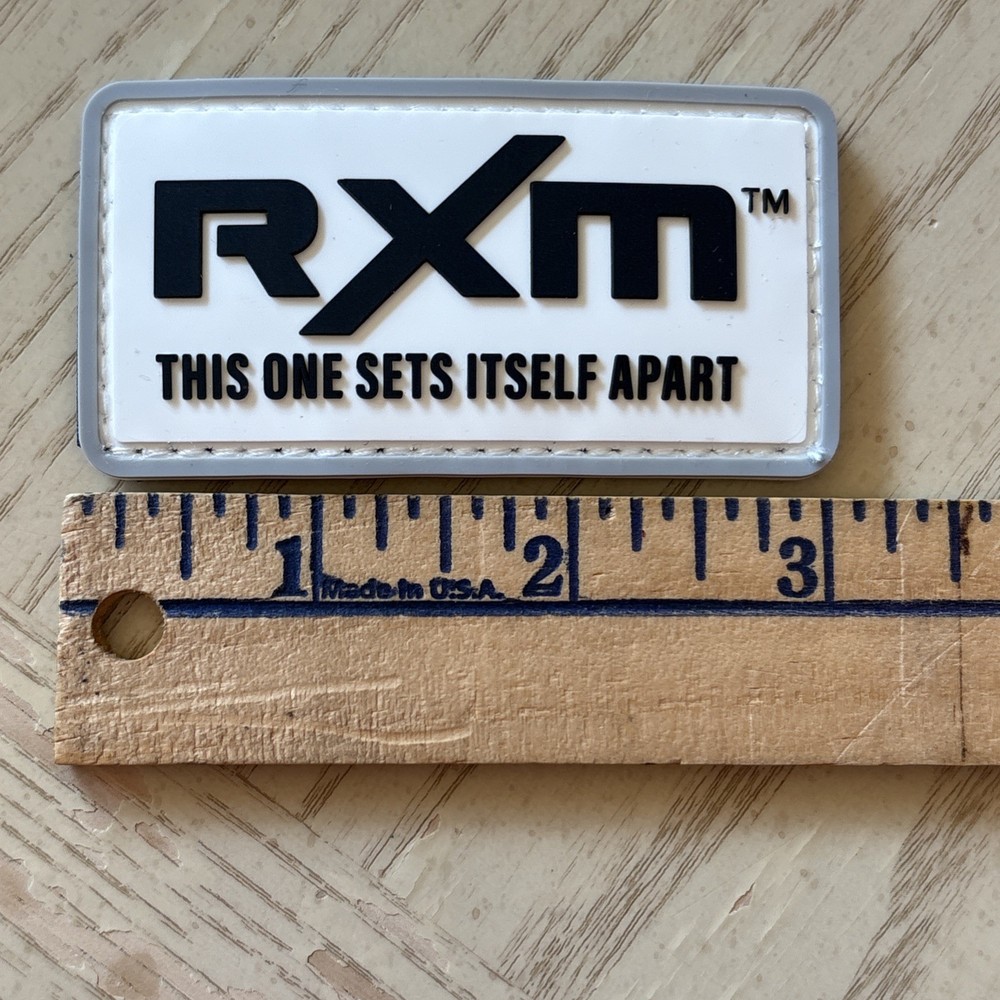 RXM™
THIS ONE SETS ITSELF APART
1 2 3
Made in U.S.A.